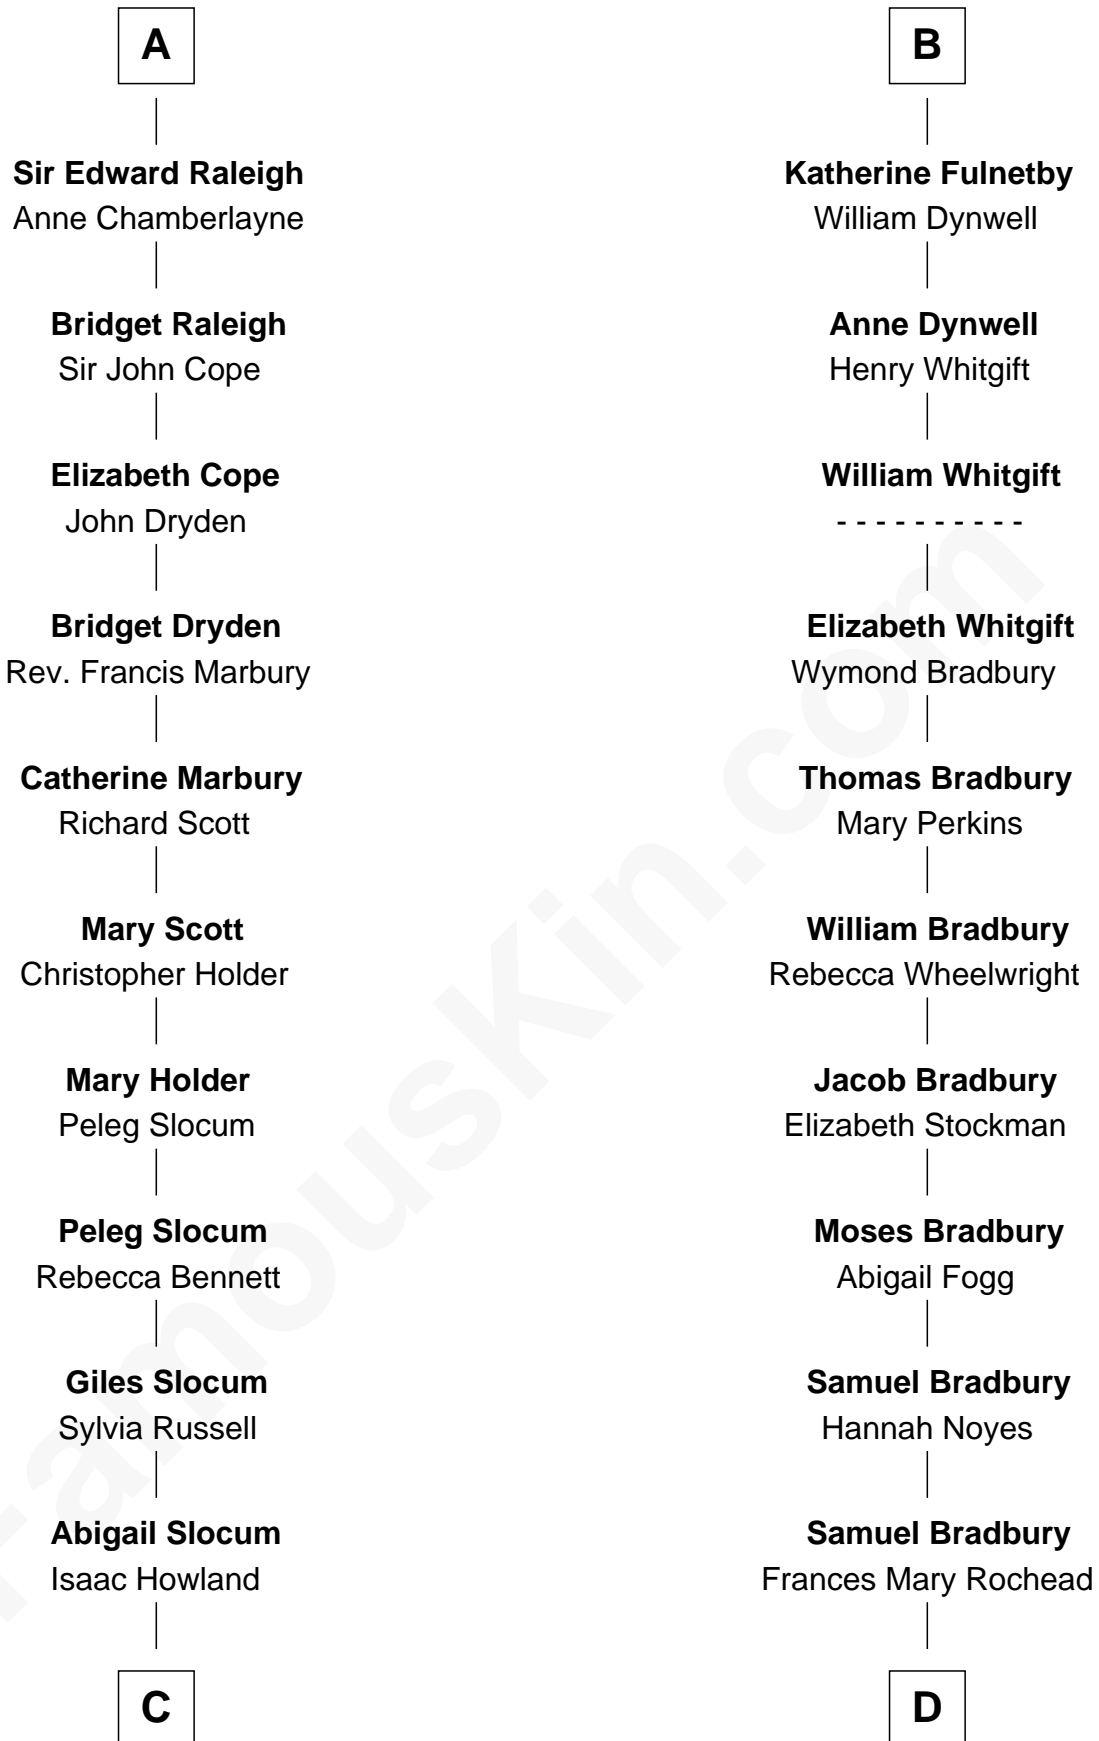 A
Sir Edward Raleigh
Anne Chamberlayne
Bridget Raleigh
Sir John Cope
Elizabeth Cope
John Dryden
Bridget Dryden
Rev. Francis Marbury
Catherine Marbury
Richard Scott
Mary Scott
Christopher Holder
Mary Holder
Peleg Slocum
Peleg Slocum
Rebecca Bennett
Giles Slocum
Sylvia Russell
Abigail Slocum
Isaac Howland
C
B
Katherine Fulnetby
William Dynwell
Anne Dynwell
Henry Whitgift
William Whitgift
- - - - - - - - - -
Elizabeth Whitgift
Wymond Bradbury
Thomas Bradbury
Mary Perkins
William Bradbury
Rebecca Wheelwright
Jacob Bradbury
Elizabeth Stockman
Moses Bradbury
Abigail Fogg
Samuel Bradbury
Hannah Noyes
Samuel Bradbury
Frances Mary Rochead
D
FamousKin.com